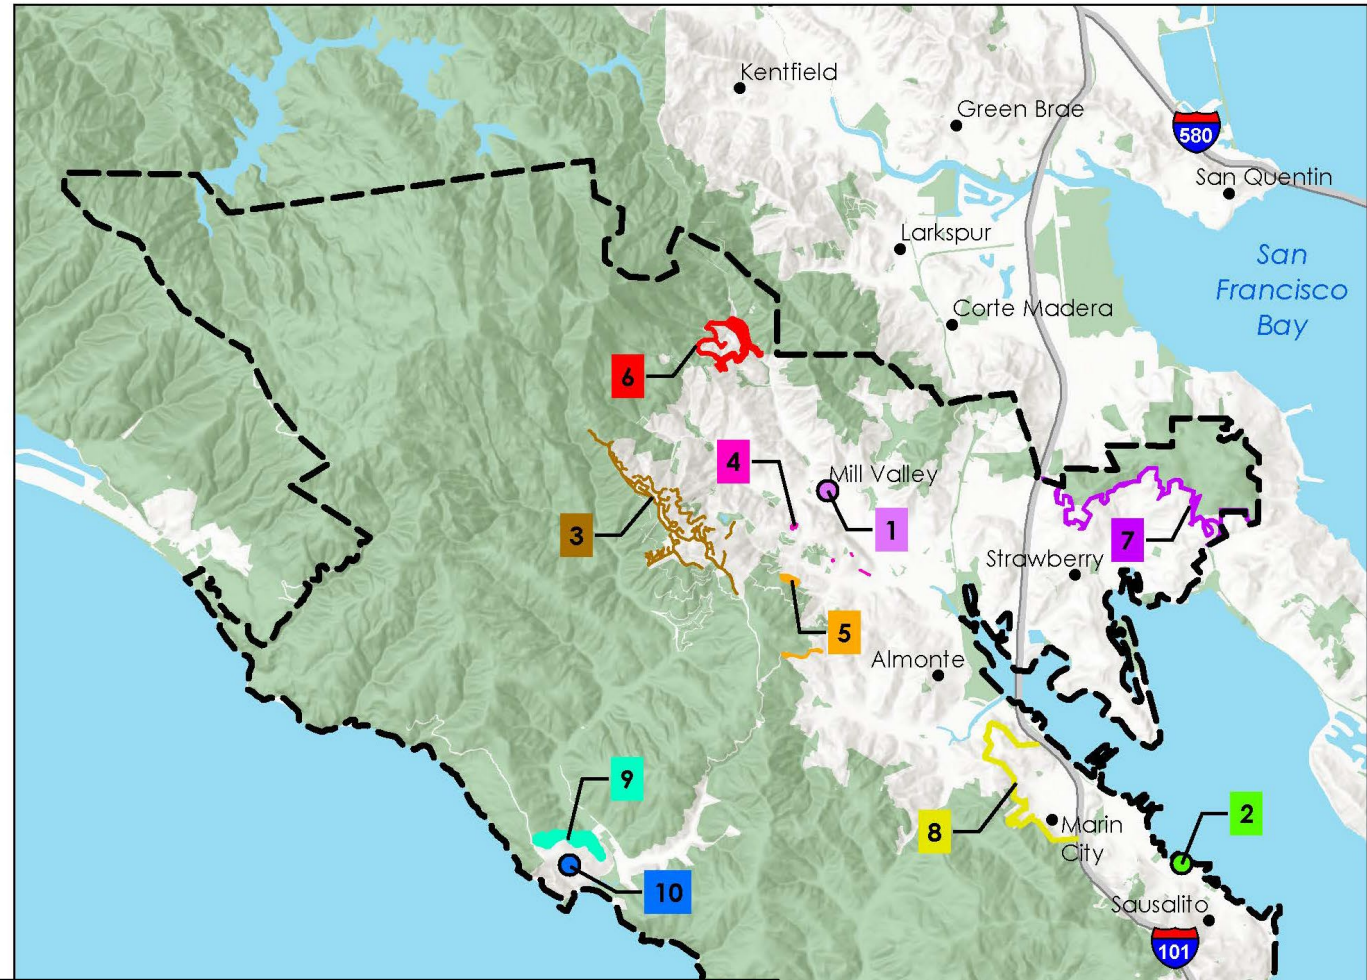 Kentfield
Green Brae
580
San Quentin
Larkspur
San
Francisco
Bay
Corte Madera
6
4
Mill Valley
3
1
7
Strawberry
5
Almonte
9
2
8
Marin
City
10
Sausalito
101